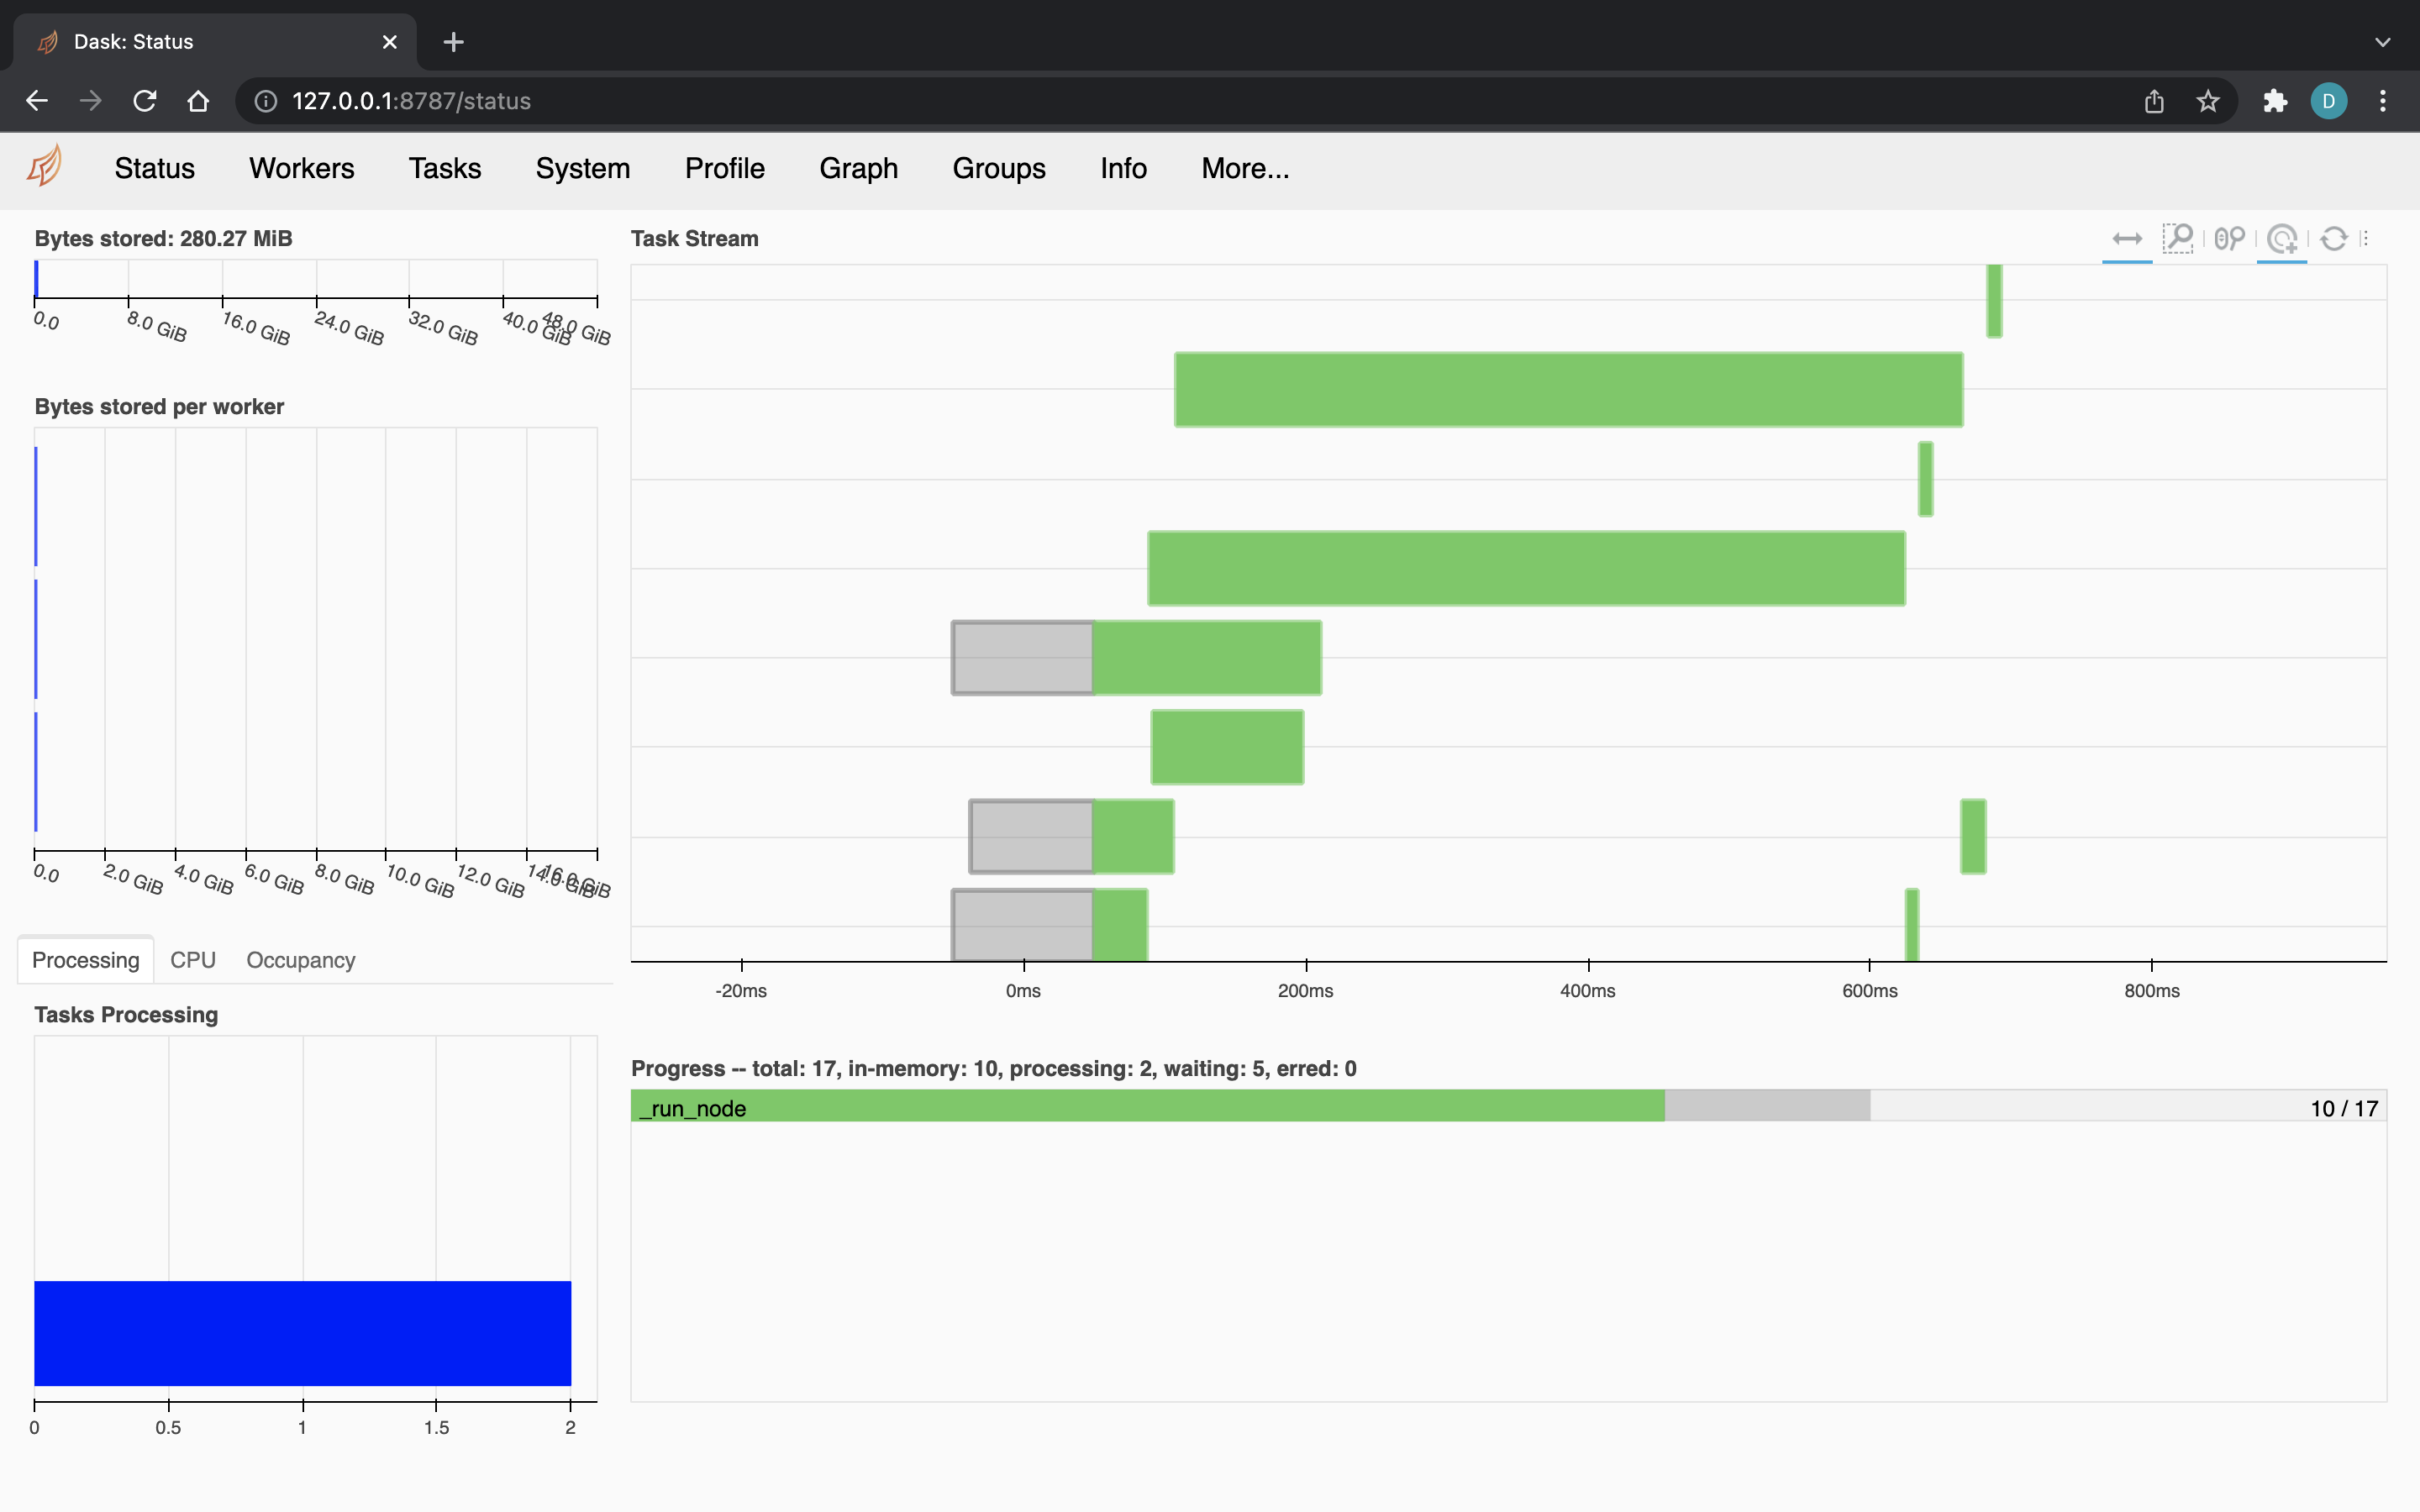 Dask: Status
127.0.0.1:8787/status
D
Status Workers Tasks System Profile Graph Groups Info More...
Bytes stored: 280.27 MiB
0.0 8.0 GiB 16.0 GiB 24.0 GiB 32.0 GiB 40.0 GiB 48.0 GiB
Bytes stored per worker
0.0 2.0 GiB 4.0 GiB 6.0 GiB 8.0 GiB 10.0 GiB 12.0 GiB 14.0 GiB 16.0 GiB
Processing CPU Occupancy
Tasks Processing
0 0.5 1 1.5 2
Task Stream
-20ms 0ms 200ms 400ms 600ms 800ms
Progress -- total: 17, in-memory: 10, processing: 2, waiting: 5, erred: 0
_run_node 10 / 17